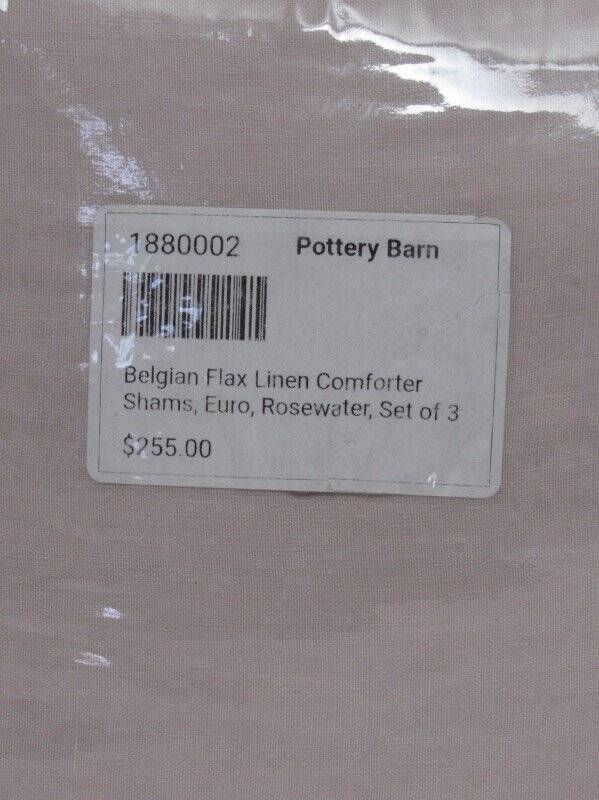 1880002 Pottery Barn
Belgian Flax Linen Comforter
Shams, Euro, Rosewater, Set of 3
$255.00